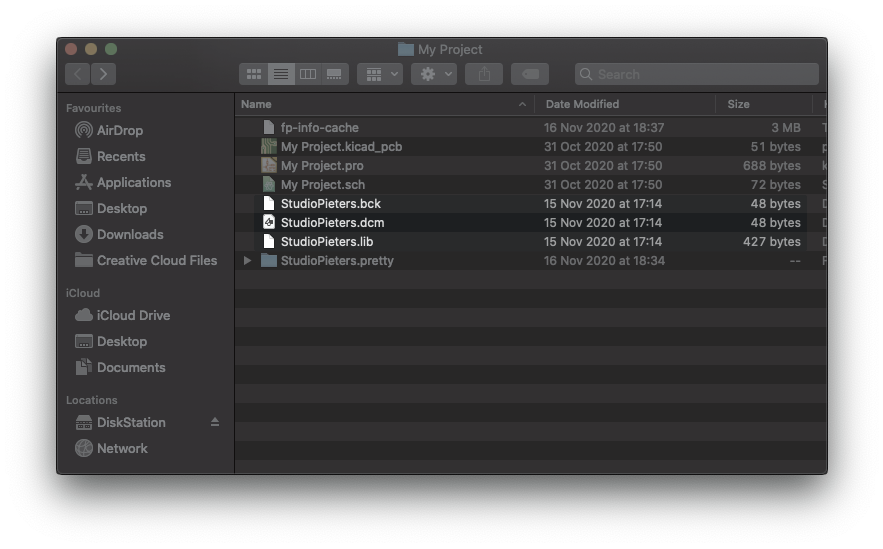 My Project
Search
Favourites
AirDrop
Recents
Applications
Desktop
Downloads
Creative Cloud Files
iCloud
iCloud Drive
Desktop
Documents
Locations
DiskStation
Network
Name Date Modified Size
fp-info-cache 16 Nov 2020 at 18:37 3 MB
My Project.kicad_pcb 31 Oct 2020 at 17:50 51 bytes
My Project.pro 31 Oct 2020 at 17:50 688 bytes
My Project.sch 31 Oct 2020 at 17:50 72 bytes
StudioPieters.bck 15 Nov 2020 at 17:14 48 bytes
StudioPieters.dcm 15 Nov 2020 at 17:14 48 bytes
StudioPieters.lib 15 Nov 2020 at 17:14 427 bytes
StudioPieters.pretty 16 Nov 2020 at 18:34 --